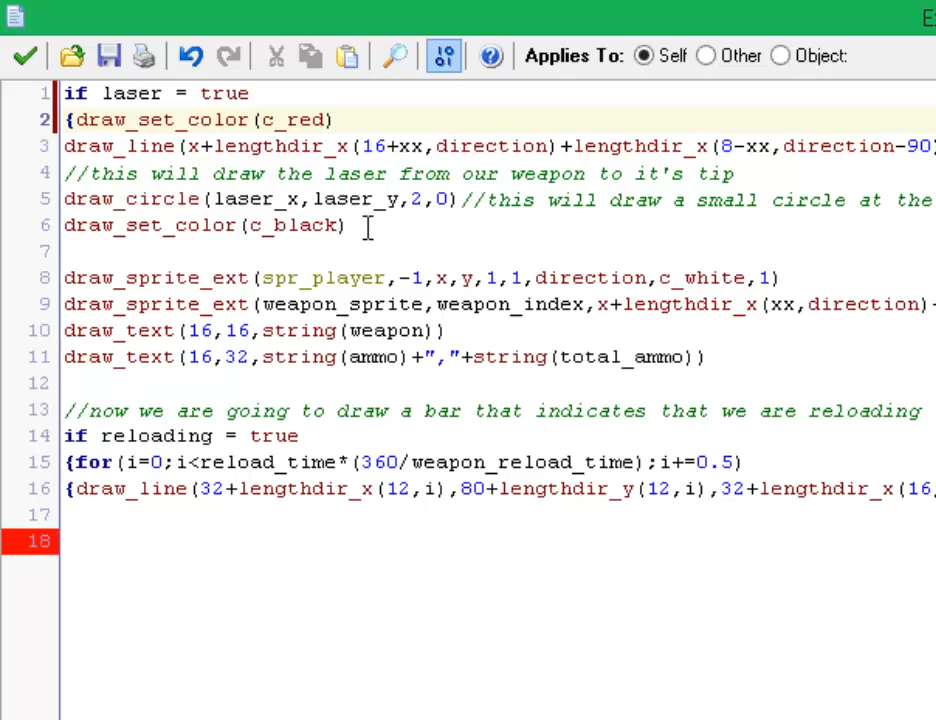 E
Applies To: Self Other Object:
1 if laser = true
2 {draw_set_color(c_red)
3 draw_line(x+lengthdir_x(16+xx,direction)+lengthdir_x(8-xx,direction-90)
4 //this will draw the laser from our weapon to it's tip
5 draw_circle(laser_x,laser_y,2,0)//this will draw a small circle at the
6 draw_set_color(c_black)
7
8 draw_sprite_ext(spr_player,-1,x,y,1,1,direction,c_white,1)
9 draw_sprite_ext(weapon_sprite,weapon_index,x+lengthdir_x(xx,direction)-
10 draw_text(16,16,string(weapon))
11 draw_text(16,32,string(ammo)+","+string(total_ammo))
12
13 //now we are going to draw a bar that indicates that we are reloading
14 if reloading = true
15 {for(i=0;i<reload_time*(360/weapon_reload_time);i+=0.5)
16 {draw_line(32+lengthdir_x(12,i),80+lengthdir_y(12,i),32+lengthdir_x(16,
17
18